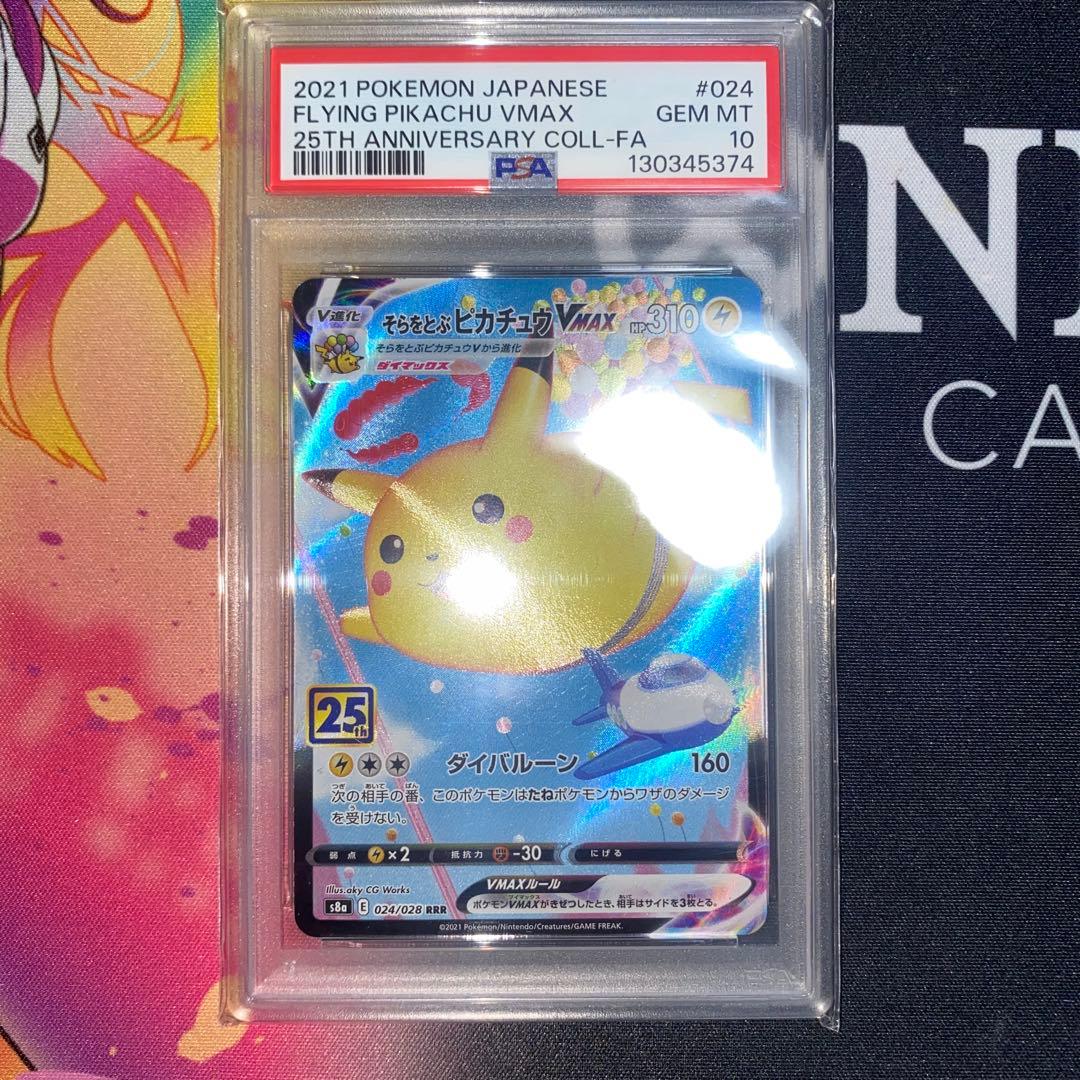 2021 POKEMON JAPANESE #024
FLYING PIKACHU VMAX GEM MT
25TH ANNIVERSARY COLL-FA 10
PSA 130345374
V進化 そらをとぶピカチュウVMAX HP310
そらをとぶピカチュウVから進化
ダイマックス
25th
ダイバルーン 160
次の相手の番、このポケモンはたねポケモンからワザのダメージ
を受けない。
弱点 ×2 抵抗力 -30 にげる
Illus.aky CG Works
VMAXルール
s8a E 024/028 RRR
ポケモンVMAXがきぜつしたとき、相手はサイドを3枚とる。
©2021 Pokémon/Nintendo/Creatures/GAME FREAK.
CA